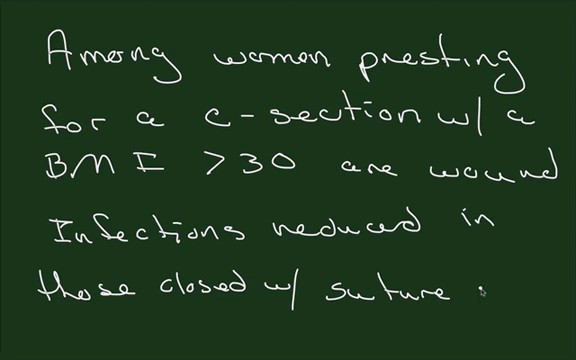 Among women presting
for a c-section w/ a
BMI >30 are wound
Infections reduced in
those closed w/ suture